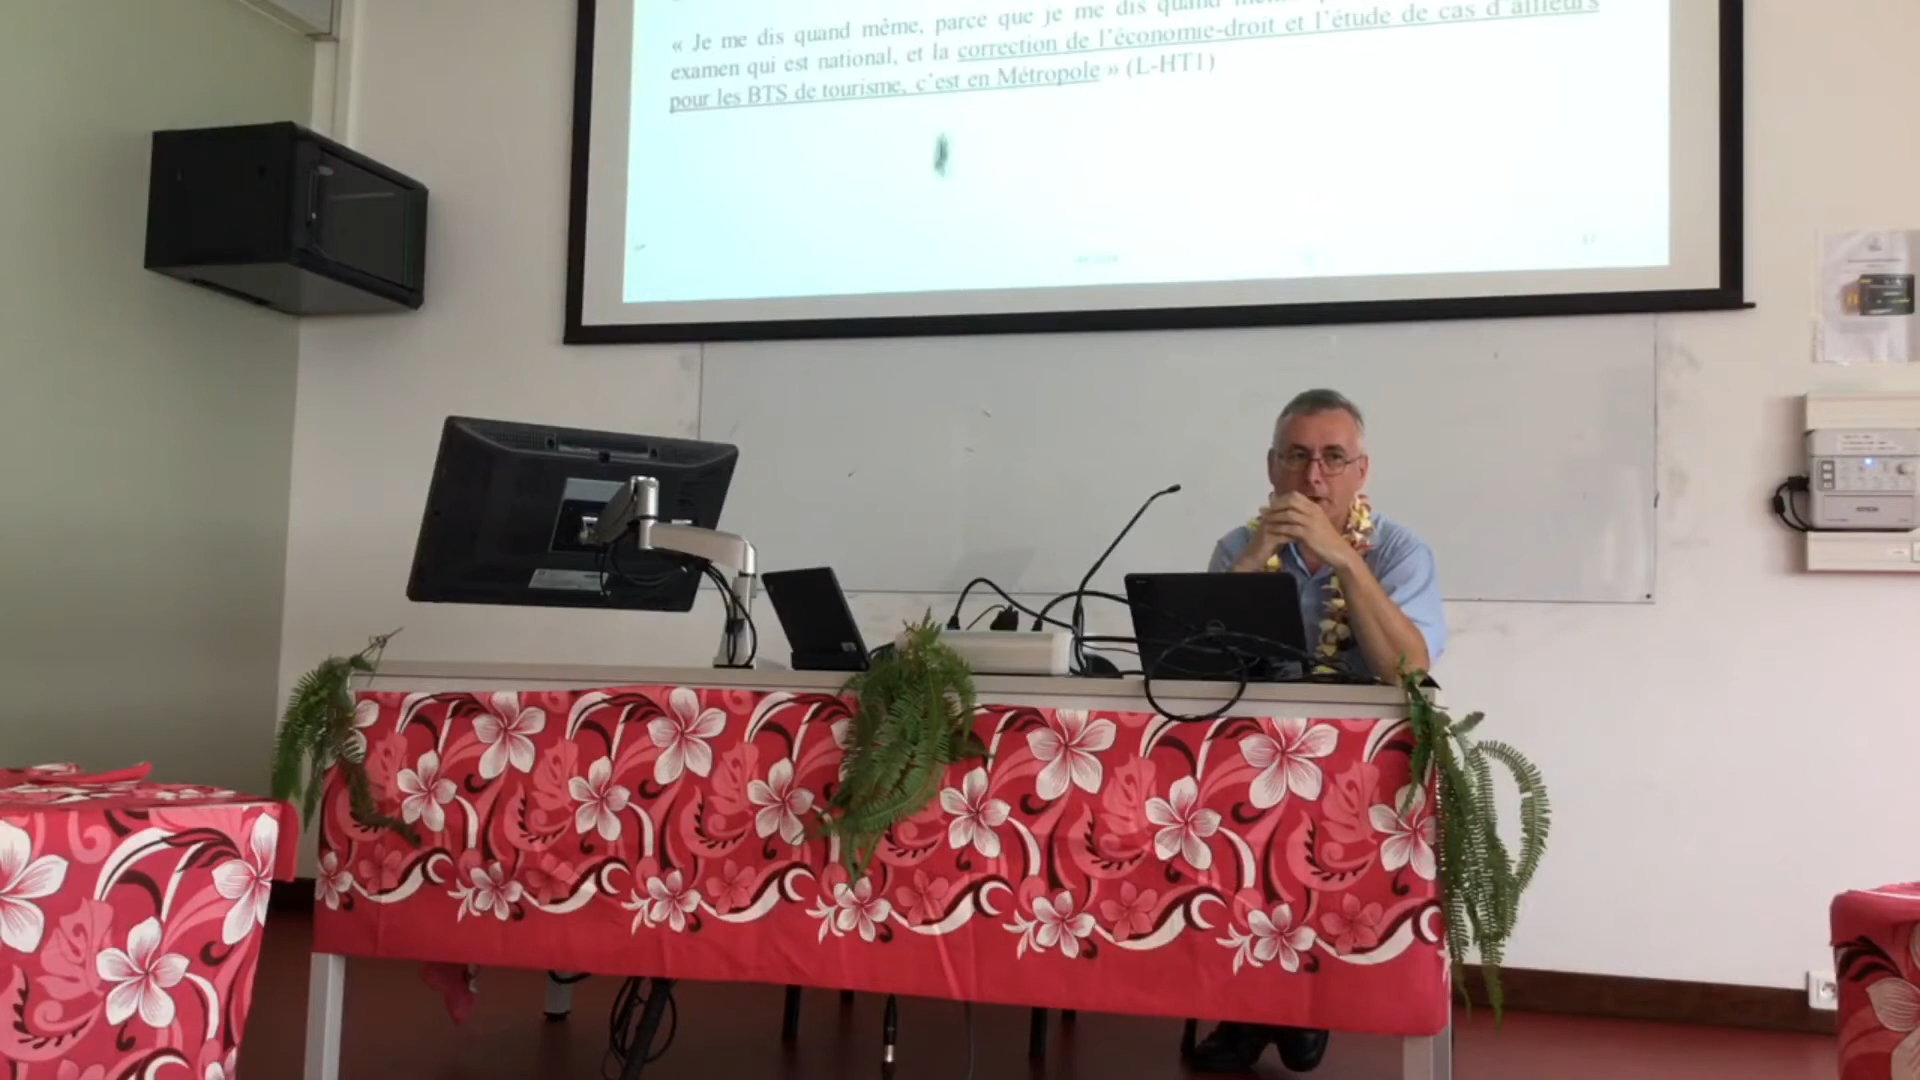 « Je me dis quand même, parce que je me dis quand
examen qui est national, et la correction de l'économie-droit et l'étude de cas d'ailleurs
pour les BTS de tourisme, c'est en Métropole » (L-HT1)
EPSON